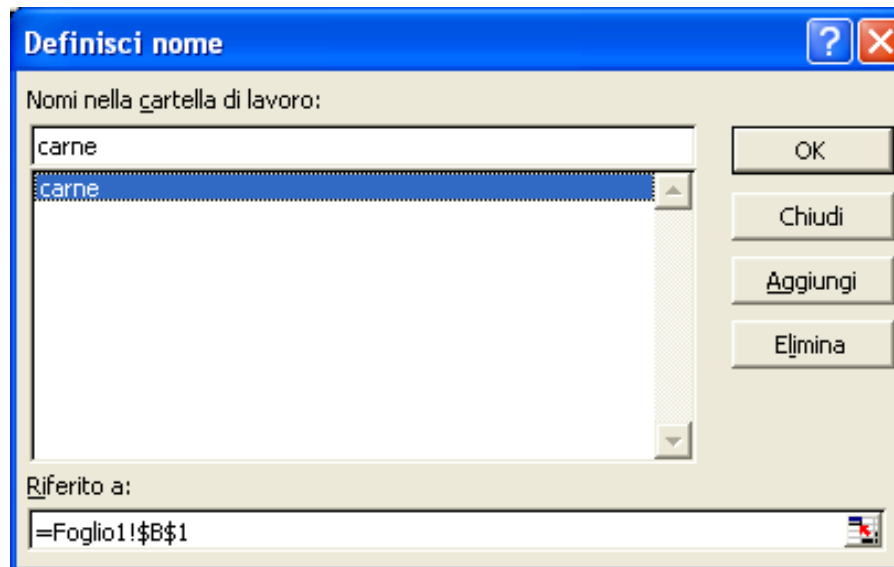 Definisci nome
Nomi nella cartella di lavoro:
carne
carne
OK
Chiudi
Aggiungi
Elimina
Riferito a:
=Foglio1!$B$1